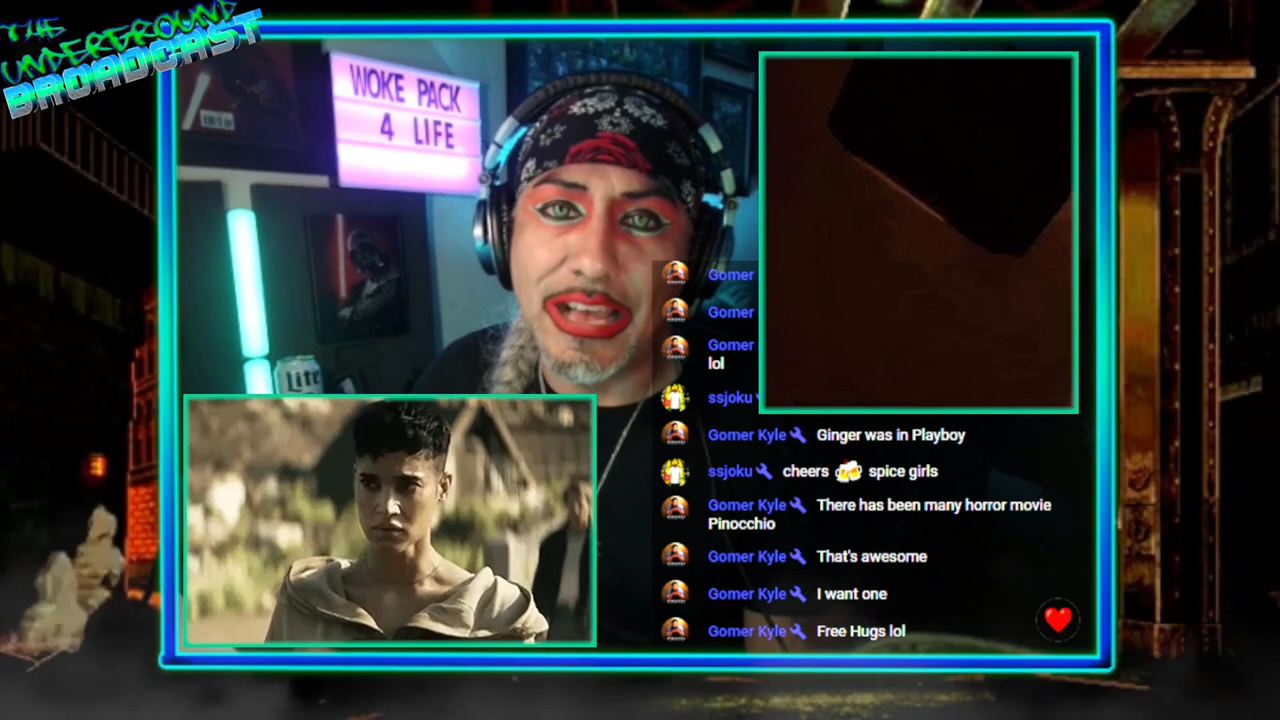 THE
UNDERGROUND
BROADCAST
WOKE PACK
4 LIFE
Lite
Gomer
Gomer
Gomer
lol
ssjoku
Gomer Kyle Ginger was in Playboy
ssjoku cheers 🍻 spice girls
Gomer Kyle There has been many horror movie
Pinocchio
Gomer Kyle That's awesome
Gomer Kyle I want one
Gomer Kyle Free Hugs lol